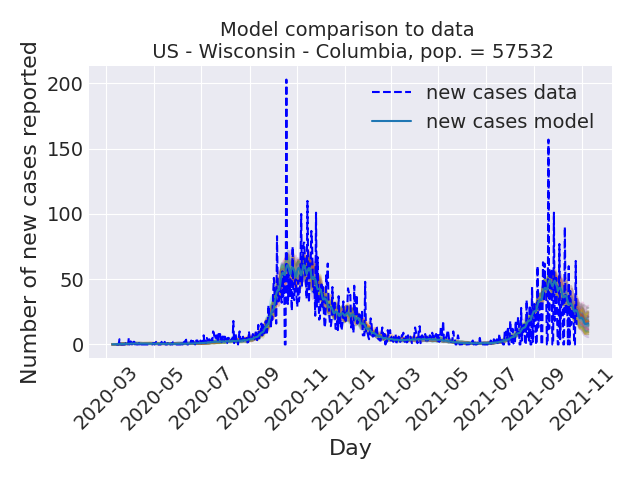 Model comparison to data
US - Wisconsin - Columbia, pop. = 57532
Number of new cases reported
200
150
100
50
0
new cases data
new cases model
2020-03
2020-05
2020-07
2020-09
2020-11
2021-01
2021-03
2021-05
2021-07
2021-09
2021-11
Day